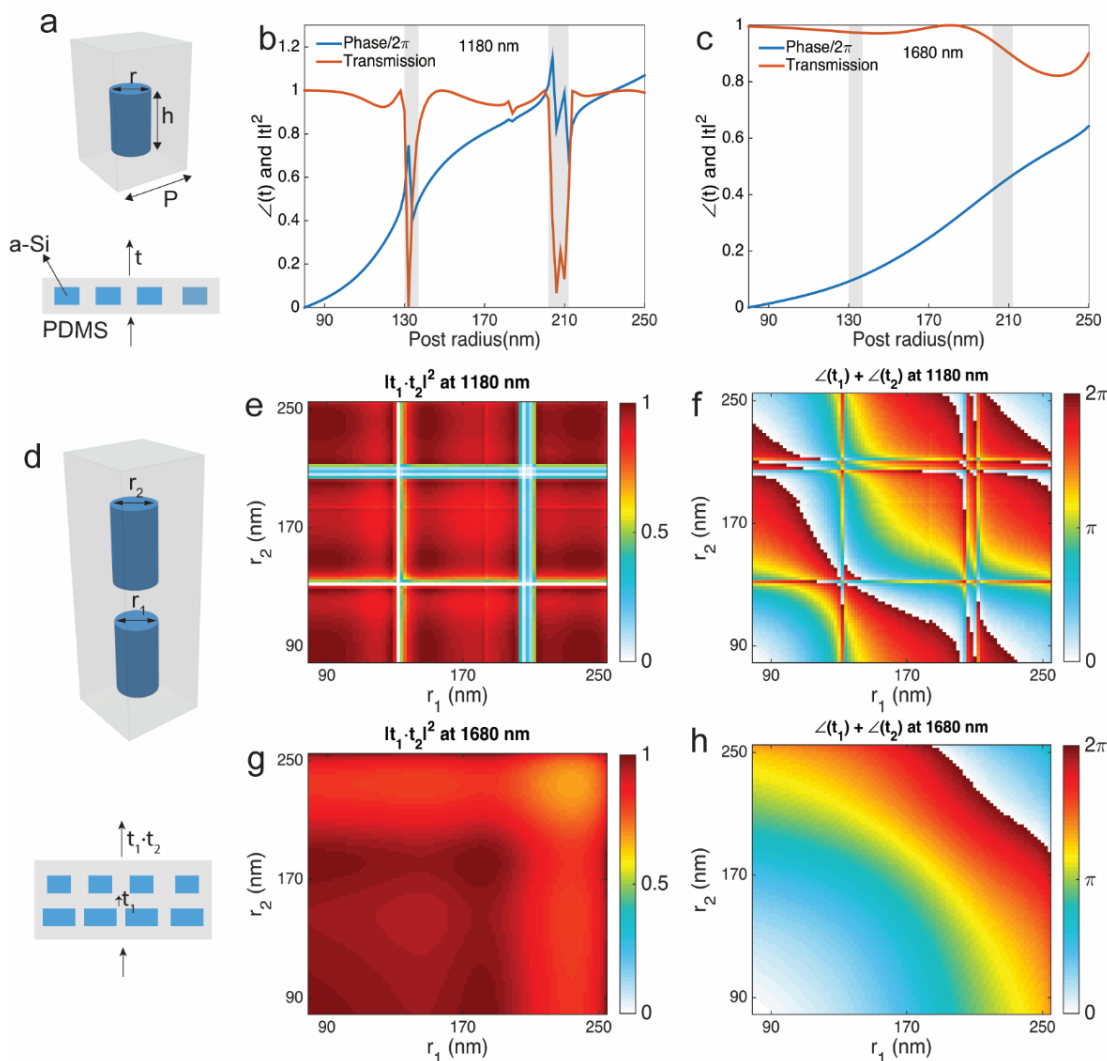 a
r
h
P
t
a-Si
PDMS
b
1180 nm
Phase/2π
Transmission
∠(t) and |t|²
1.2
1
0.8
0.6
0.4
0.2
0
90
130
170
210
250
Post radius(nm)
c
1680 nm
Phase/2π
Transmission
∠(t) and |t|²
1
0.8
0.6
0.4
0.2
0
90
130
170
210
250
Post radius(nm)
d
r₂
r₁
t₁·t₂
t₁
e
|t₁·t₂|² at 1180 nm
r₂ (nm)
250
170
90
90
170
250
r₁ (nm)
1
0.5
0
f
∠(t₁) + ∠(t₂) at 1180 nm
r₂ (nm)
250
170
90
90
170
250
r₁ (nm)
2π
π
0
g
|t₁·t₂|² at 1680 nm
r₂ (nm)
250
170
90
90
170
250
r₁ (nm)
1
0.5
0
h
∠(t₁) + ∠(t₂) at 1680 nm
r₂ (nm)
250
170
90
90
170
250
r₁ (nm)
2π
π
0